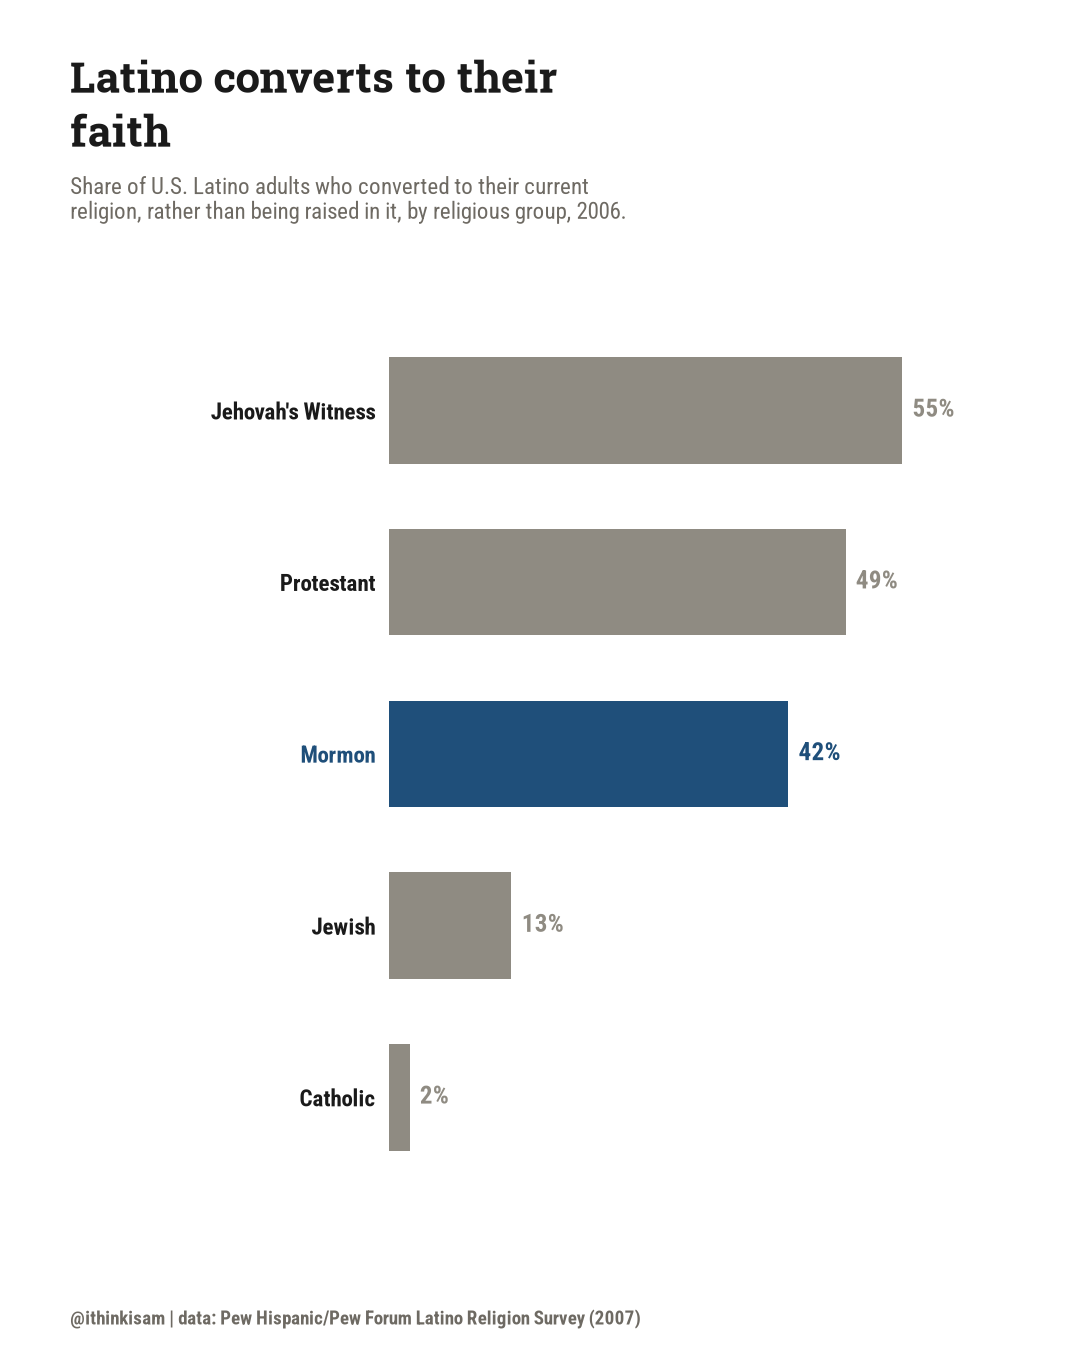 Latino converts to their
faith
Share of U.S. Latino adults who converted to their current
religion, rather than being raised in it, by religious group, 2006.
Jehovah's Witness
55%
Protestant
49%
Mormon
42%
Jewish
13%
Catholic
2%
@ithinkisam | data: Pew Hispanic/Pew Forum Latino Religion Survey (2007)